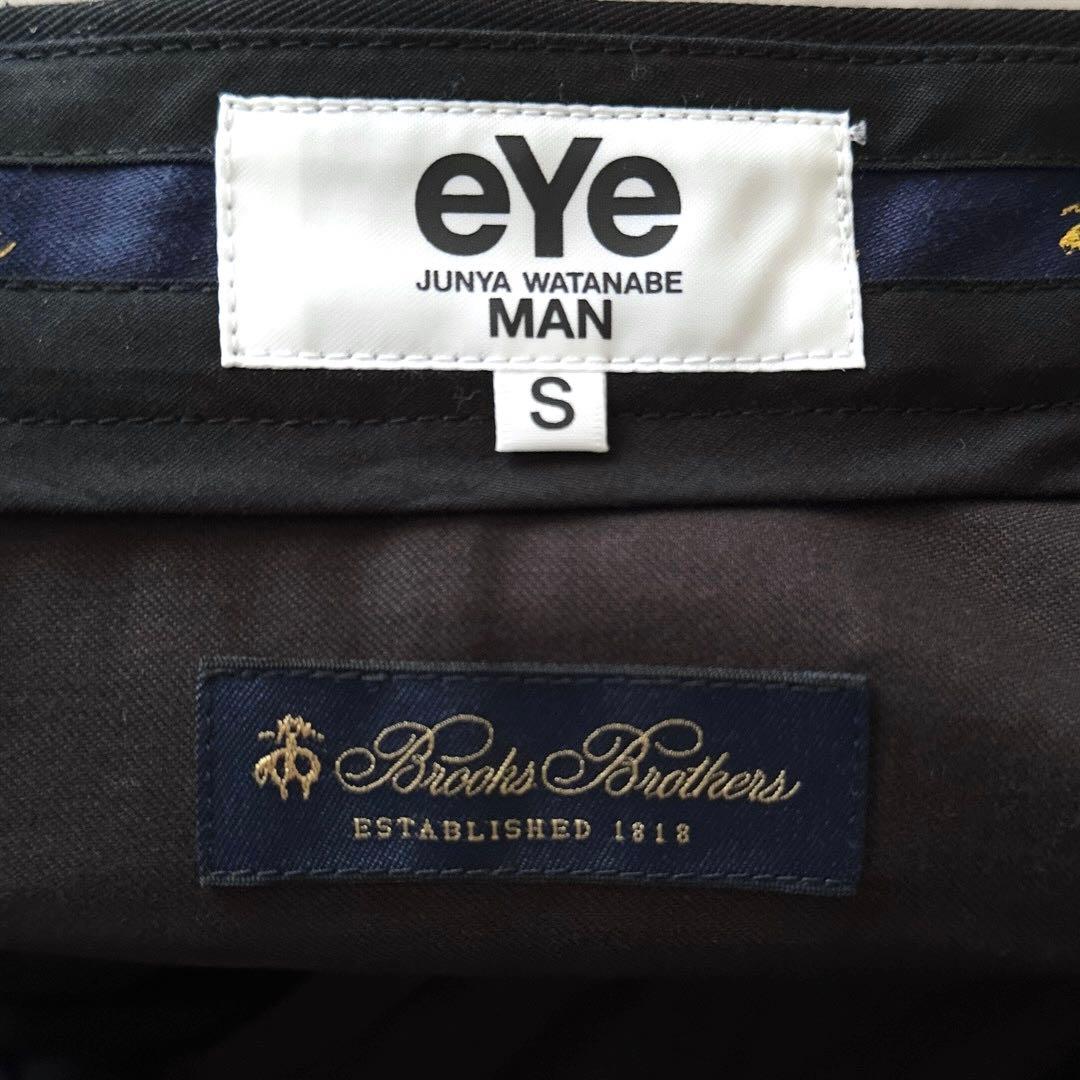 eYe
JUNYA WATANABE
MAN
S
Brooks Brothers
ESTABLISHED 1818